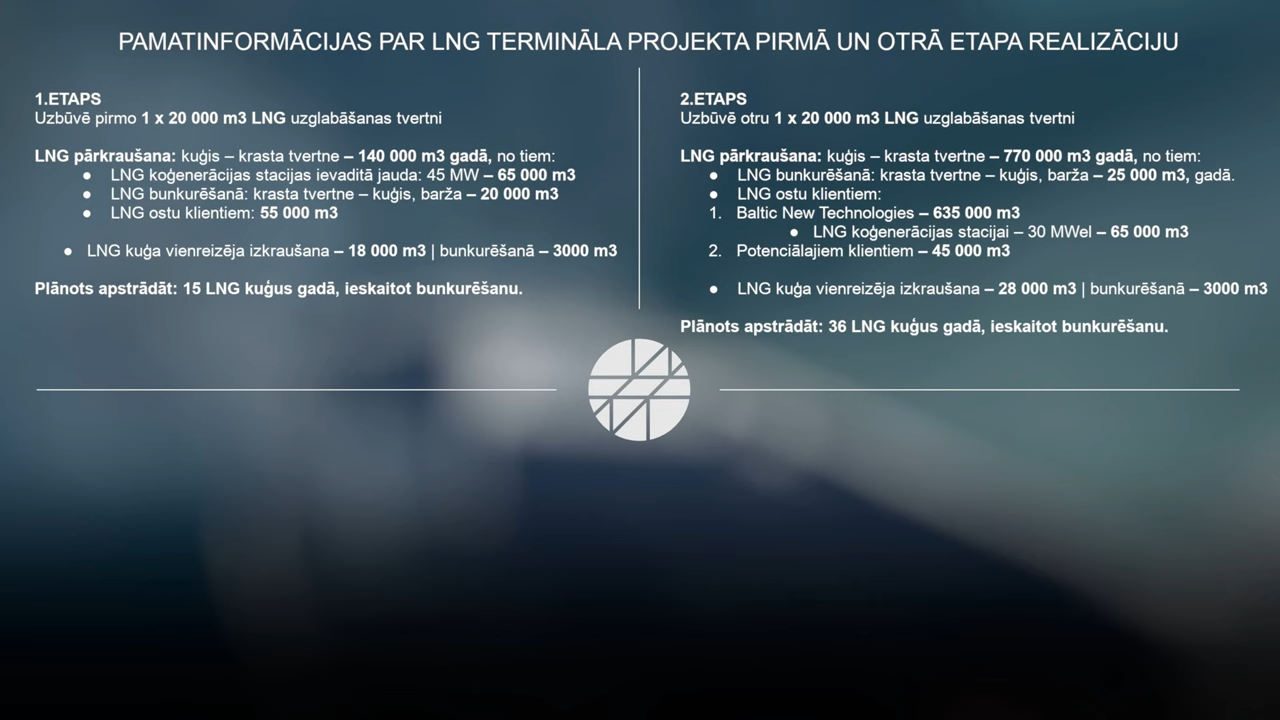 PAMATINFORMĀCIJAS PAR LNG TERMINĀLA PROJEKTA PIRMĀ UN OTRĀ ETAPA REALIZĀCIJU
1.ETAPS
Uzbūvē pirmo 1 x 20 000 m3 LNG uzglabāšanas tvertni
LNG pārkraušana: kuģis – krasta tvertne – 140 000 m3 gadā, no tiem:
● LNG koģenerācijas stacijas ievadītā jauda: 45 MW – 65 000 m3
● LNG bunkurēšanā: krasta tvertne – kuģis, barža – 20 000 m3
● LNG ostu klientiem: 55 000 m3
● LNG kuģa vienreizēja izkraušana – 18 000 m3 | bunkurēšanā – 3000 m3
Plānots apstrādāt: 15 LNG kuģus gadā, ieskaitot bunkurēšanu.
2.ETAPS
Uzbūvē otru 1 x 20 000 m3 LNG uzglabāšanas tvertni
LNG pārkraušana: kuģis – krasta tvertne – 770 000 m3 gadā, no tiem:
● LNG bunkurēšanā: krasta tvertne – kuģis, barža – 25 000 m3, gadā.
● LNG ostu klientiem:
1. Baltic New Technologies – 635 000 m3
● LNG koģenerācijas stacijai – 30 MWel – 65 000 m3
2. Potenciālajiem klientiem – 45 000 m3
● LNG kuģa vienreizēja izkraušana – 28 000 m3 | bunkurēšanā – 3000 m3
Plānots apstrādāt: 36 LNG kuģus gadā, ieskaitot bunkurēšanu.